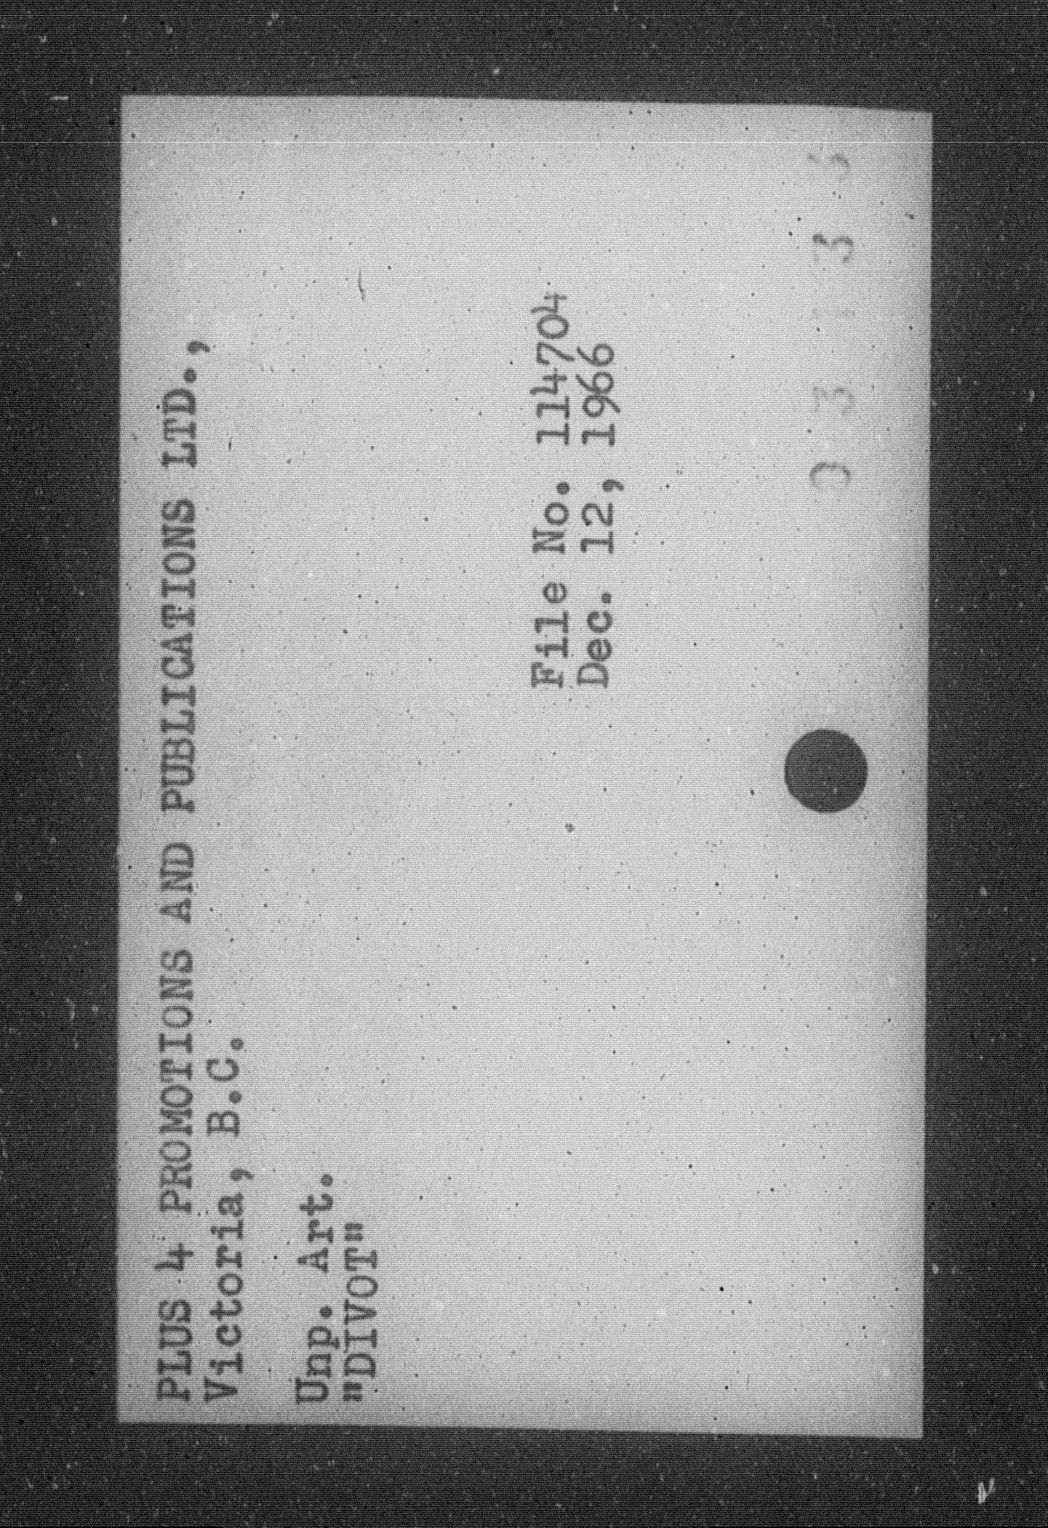 PLUS 4 PROMOTIONS AND PUBLICATIONS LTD.,
Victoria, B.C.
Unp. Art.
"DIVOT"
File No. 114704
Dec. 12, 1966